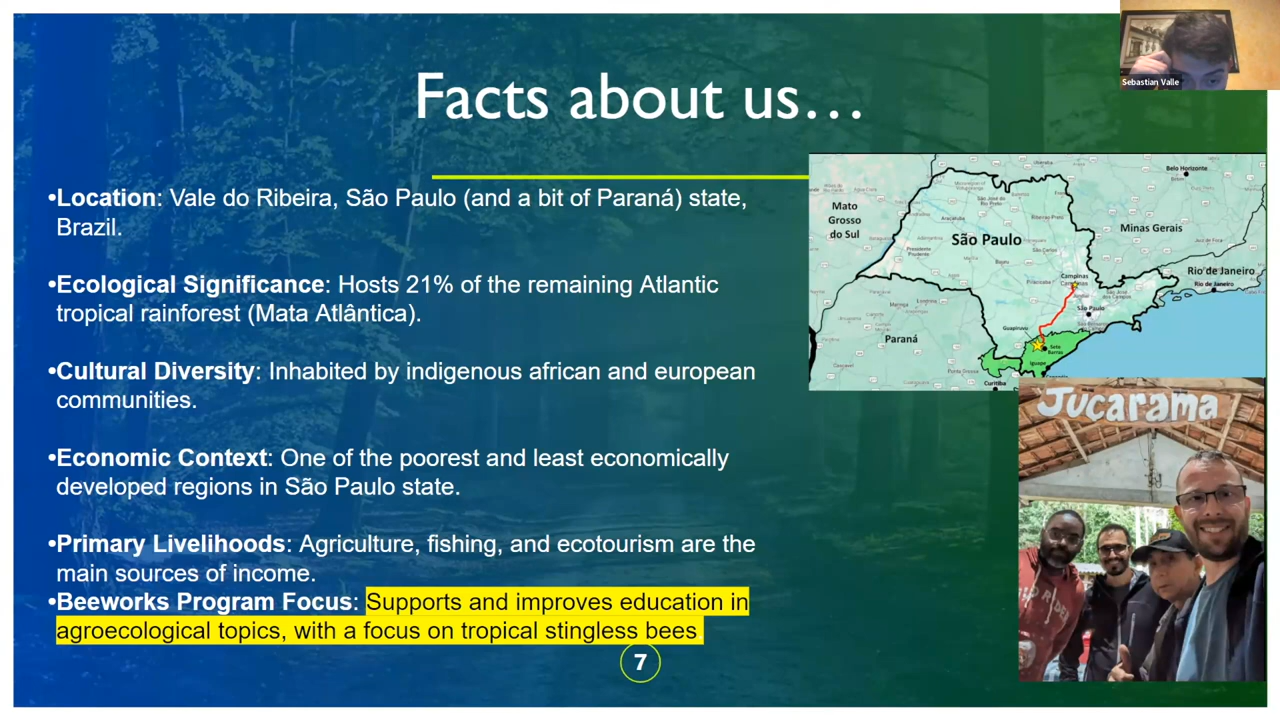 Sebastian Valle
Facts about us…
•Location: Vale do Ribeira, São Paulo (and a bit of Paraná) state,
Brazil.
•Ecological Significance: Hosts 21% of the remaining Atlantic
tropical rainforest (Mata Atlântica).
•Cultural Diversity: Inhabited by indigenous african and european
communities.
•Economic Context: One of the poorest and least economically
developed regions in São Paulo state.
•Primary Livelihoods: Agriculture, fishing, and ecotourism are the
main sources of income.
•Beeworks Program Focus: Supports and improves education in
agroecological topics, with a focus on tropical stingless bees.
7
Belo Horizonte
Mato
Grosso
do Sul
São Paulo
Minas Gerais
Rio de Janeiro
Rio de Janeiro
Campinas
São Paulo
Guapiruvu
Sete
Barras
Iguape
Paraná
Curitiba
Jucarama